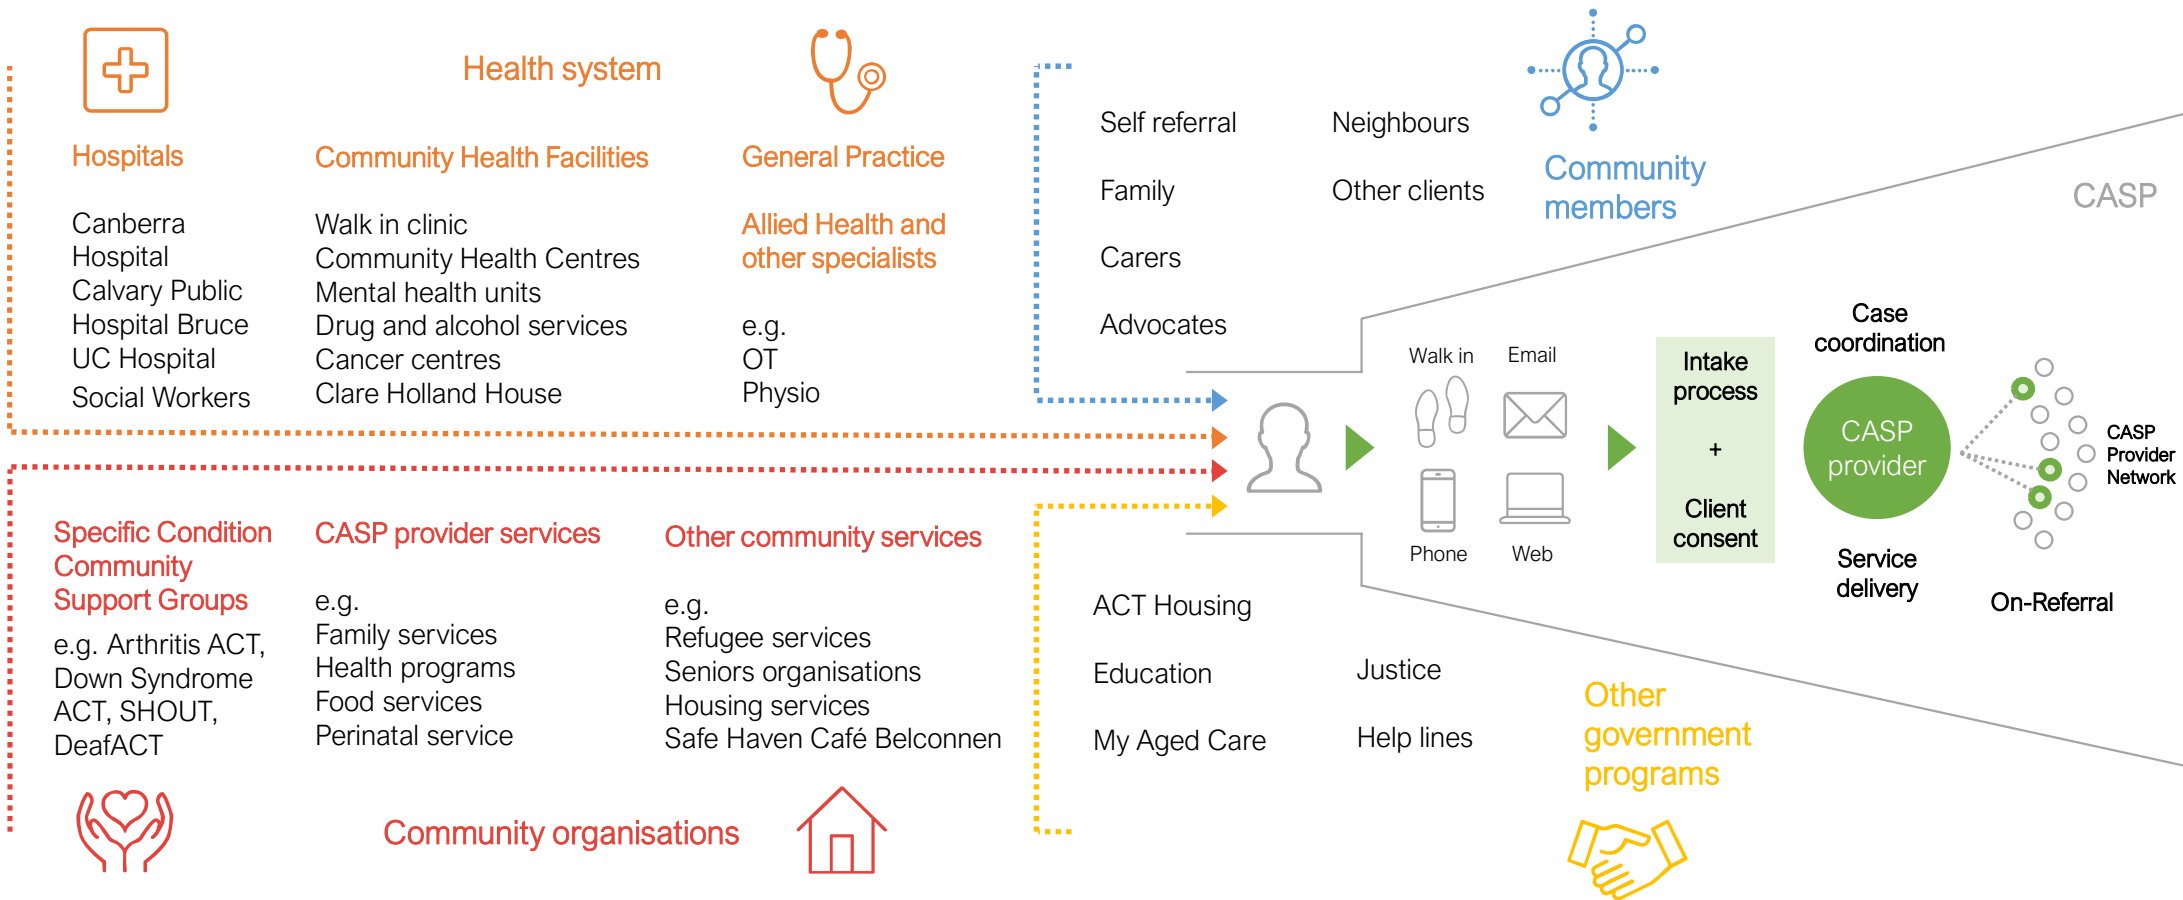 Health system
Hospitals
Canberra
Hospital
Calvary Public
Hospital Bruce
UC Hospital
Social Workers
Community Health Facilities
Walk in clinic
Community Health Centres
Mental health units
Drug and alcohol services
Cancer centres
Clare Holland House
General Practice
Allied Health and
other specialists
e.g.
OT
Physio
Self referral
Family
Carers
Advocates
Neighbours
Other clients
Community
members
Specific Condition
Community
Support Groups
e.g. Arthritis ACT,
Down Syndrome
ACT, SHOUT,
DeafACT
CASP provider services
e.g.
Family services
Health programs
Food services
Perinatal service
Other community services
e.g.
Refugee services
Seniors organisations
Housing services
Safe Haven Café Belconnen
Community organisations
ACT Housing
Education
My Aged Care
Justice
Help lines
Other
government
programs
CASP
Walk in
Email
Phone
Web
Intake
process
+
Client
consent
Case
coordination
CASP
provider
Service
delivery
CASP
Provider
Network
On-Referral